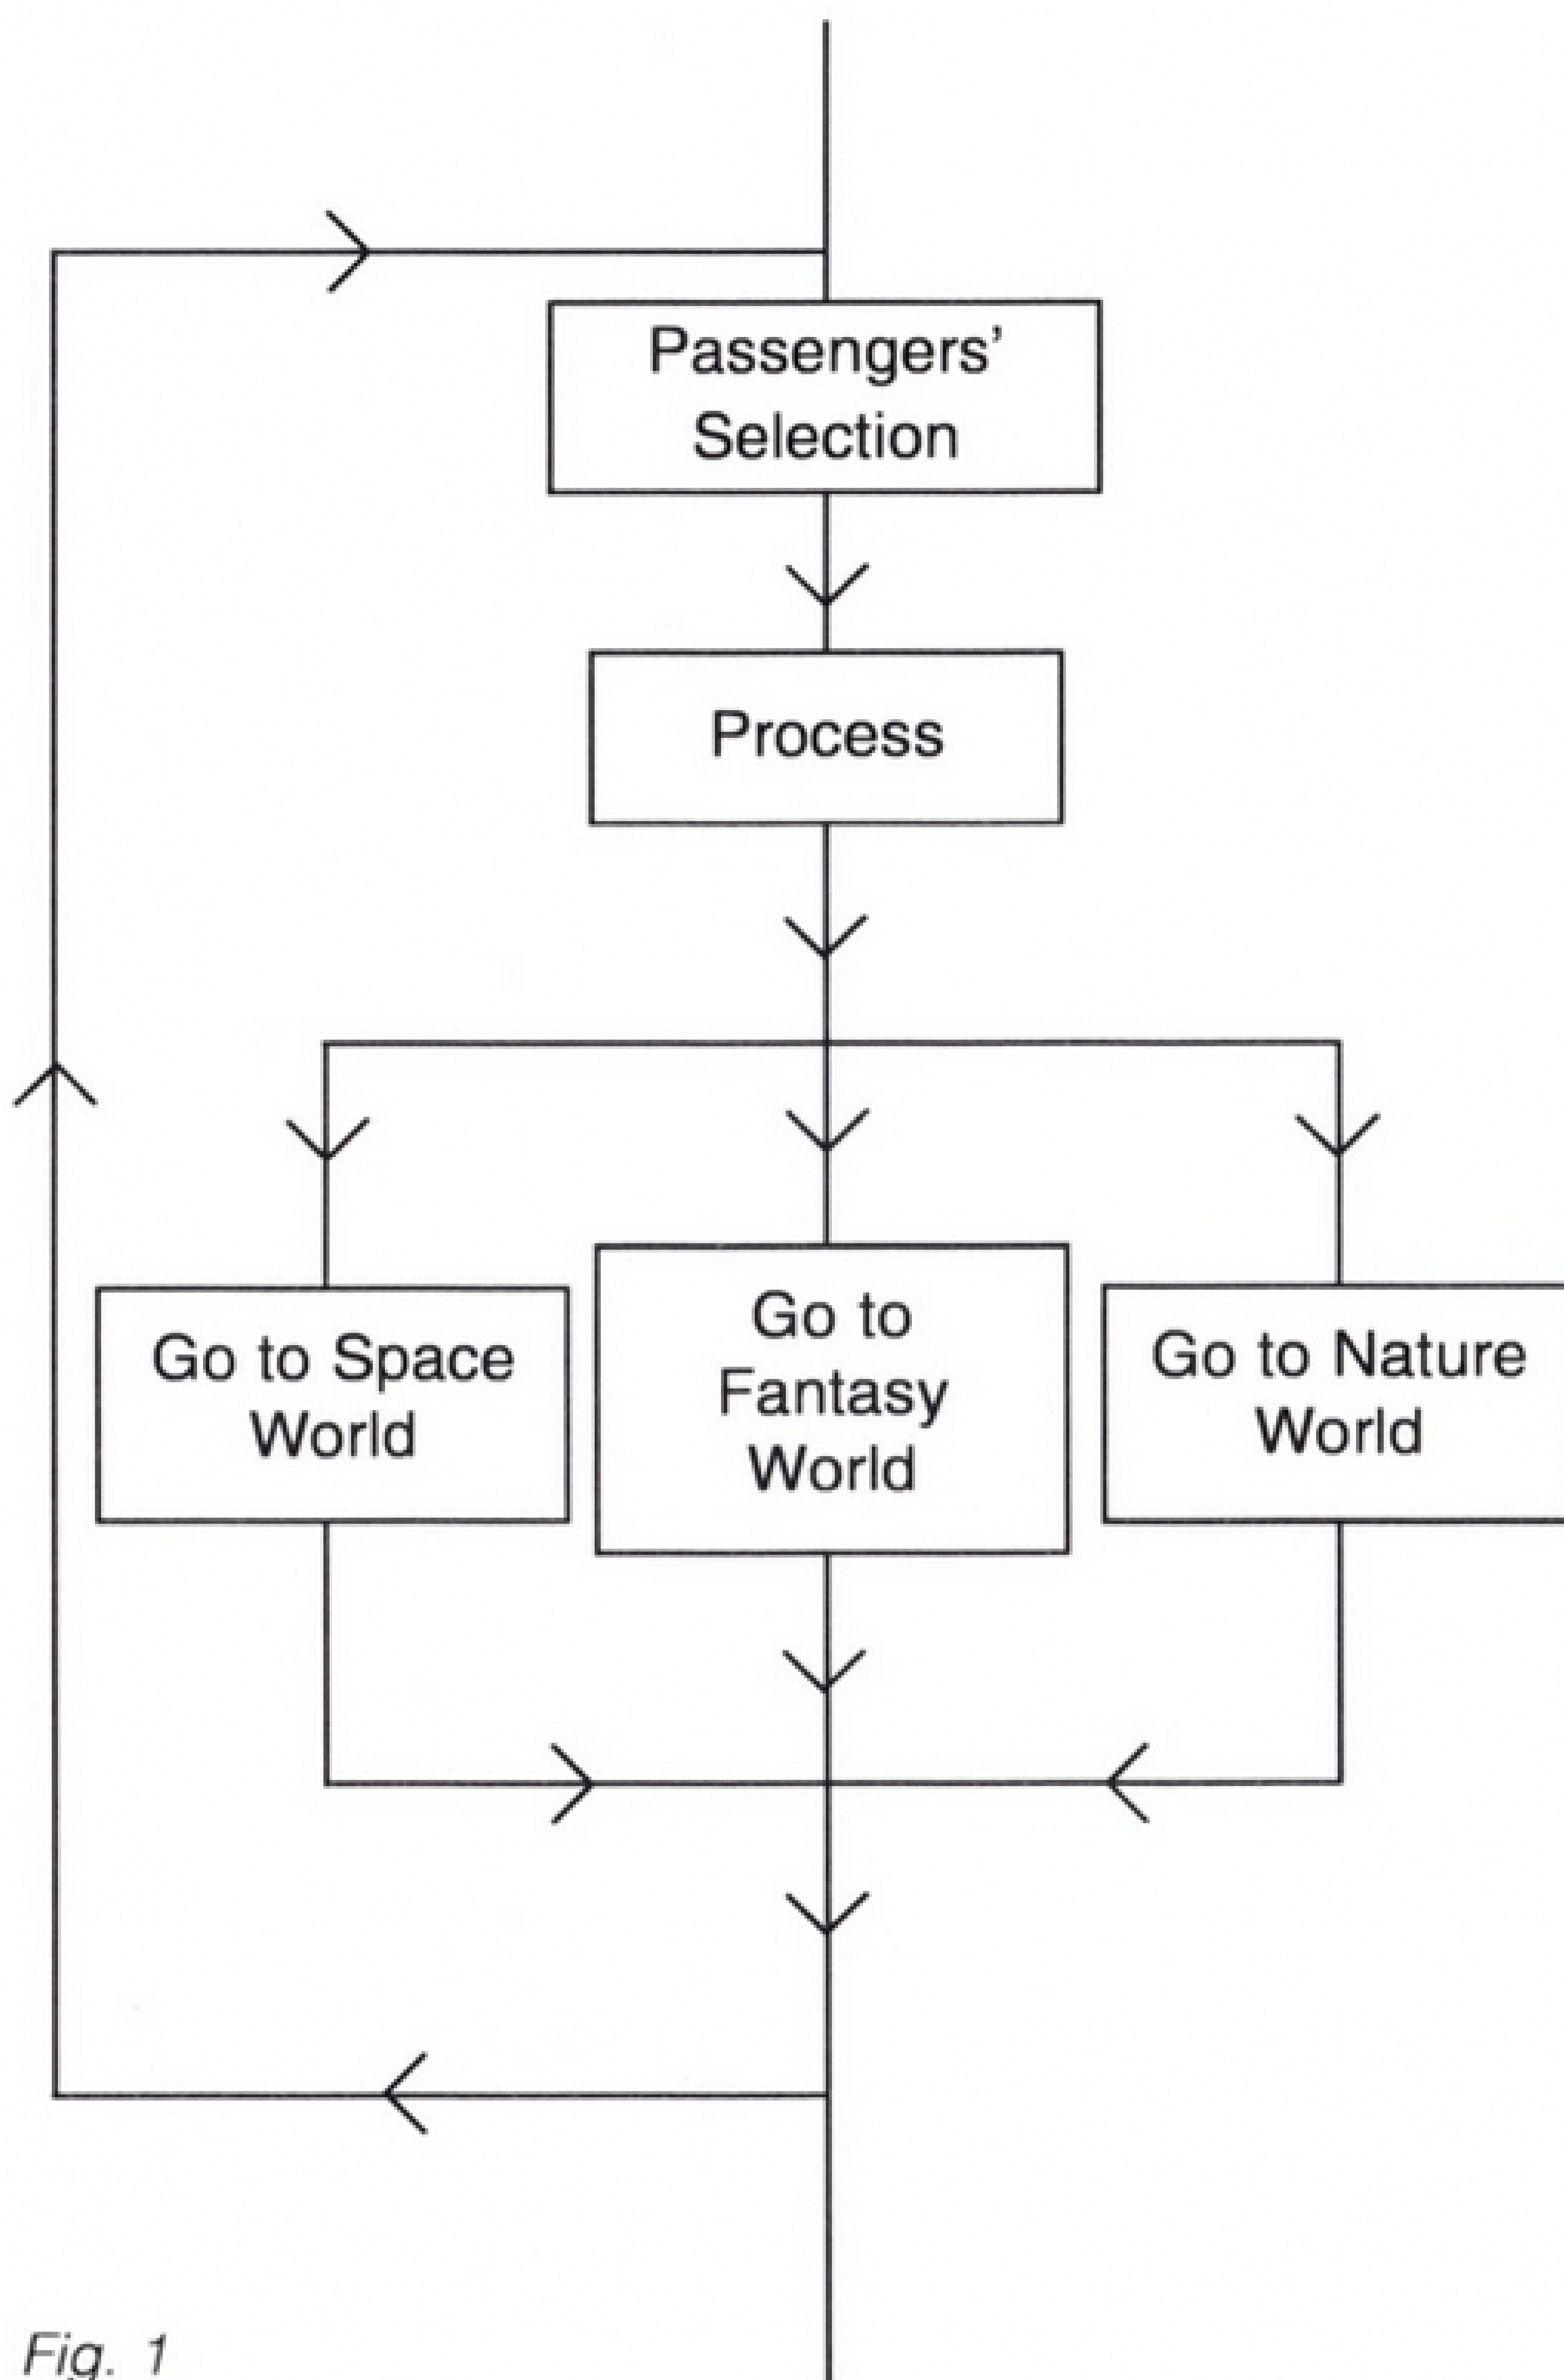 Passengers’
Selection
Process
Go to Space
World
Go to
Fantasy
World
Go to Nature
World
Fig. 1